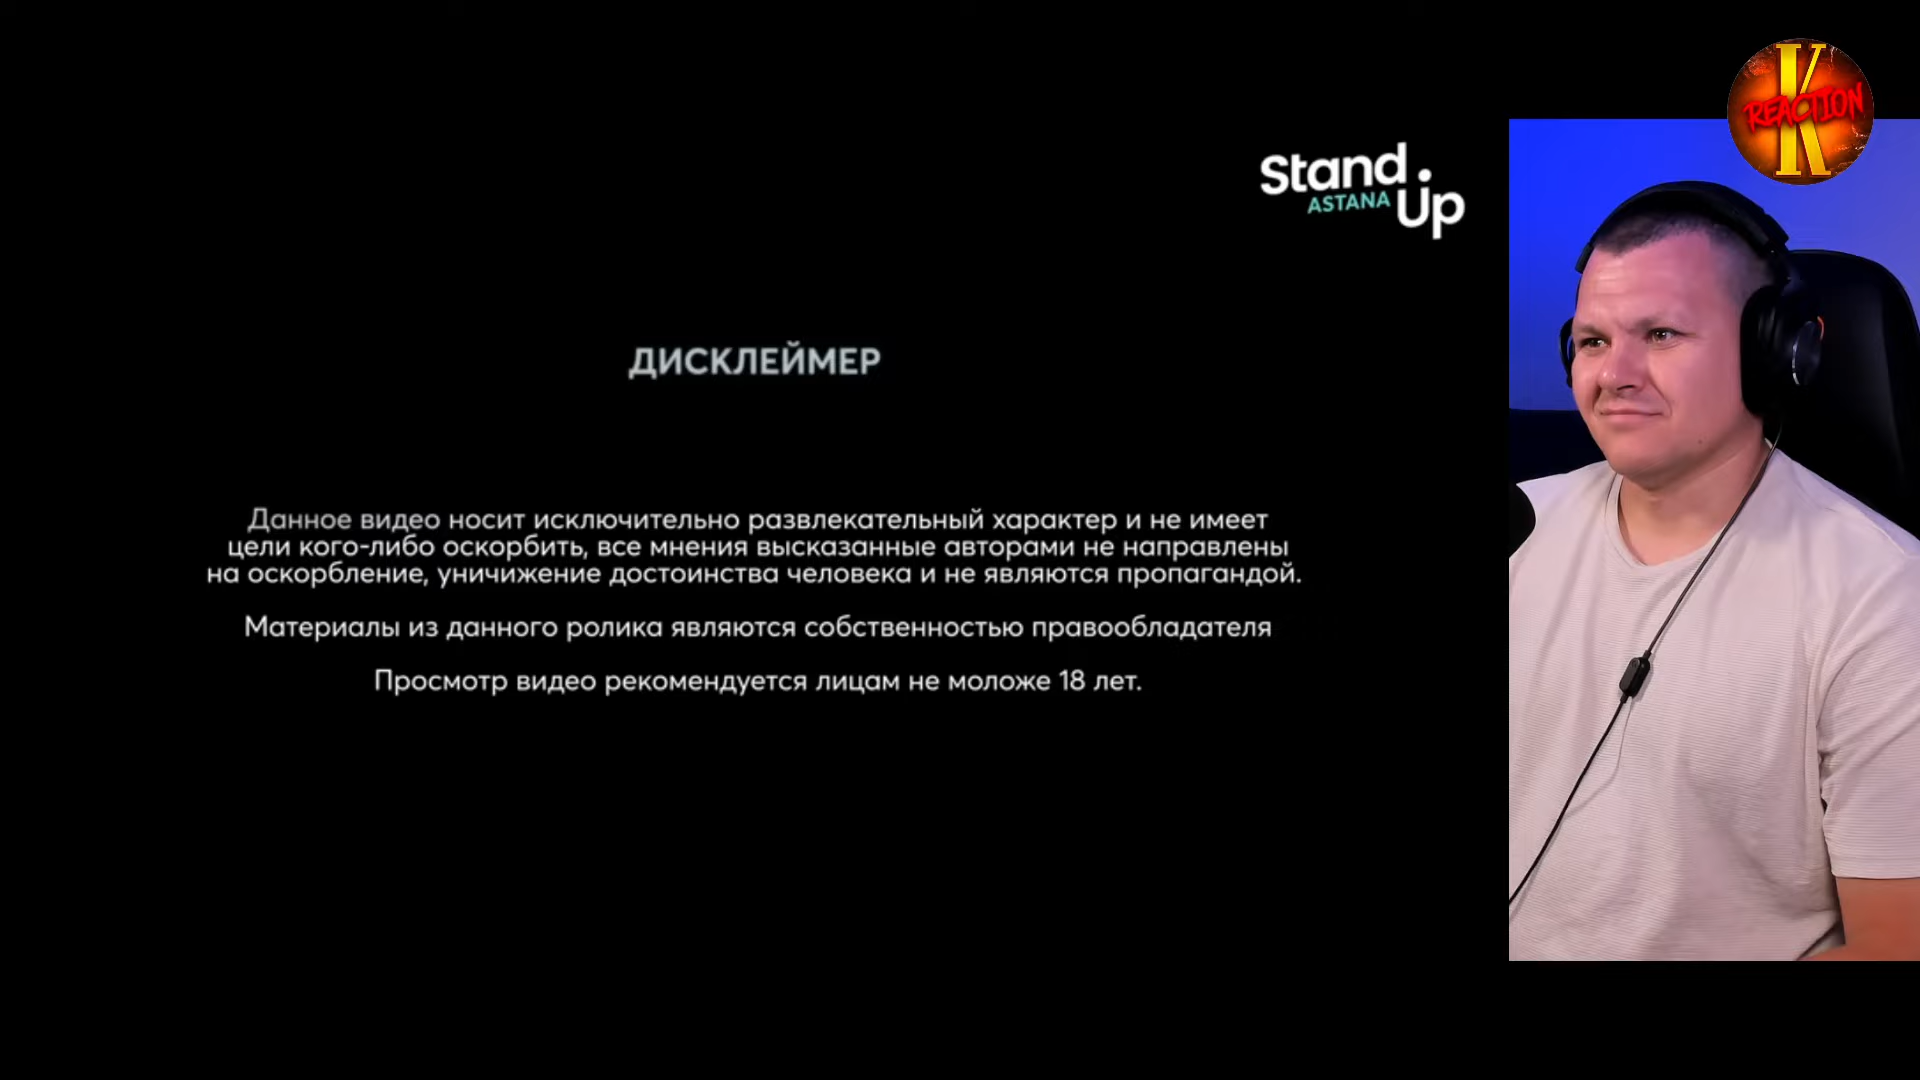 K
REACTION
Stand Up
ASTANA
ДИСКЛЕЙМЕР
Данное видео носит исключительно развлекательный характер и не имеет
цели кого-либо оскорбить, все мнения высказанные авторами не направлены
на оскорбление, уничижение достоинства человека и не являются пропагандой.
Материалы из данного ролика являются собственностью правообладателя
Просмотр видео рекомендуется лицам не моложе 18 лет.